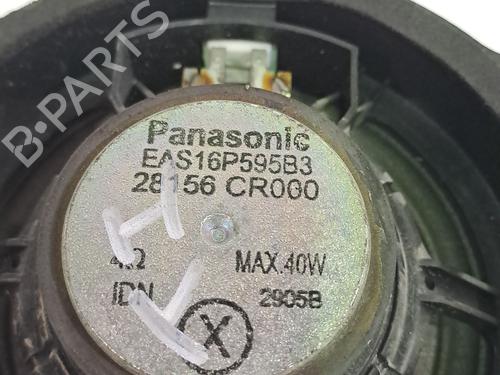 B-PARTS
Panasonic
EAS16P595B3
28156 CR000
4Ω MAX.40W
IDN 2905B
X